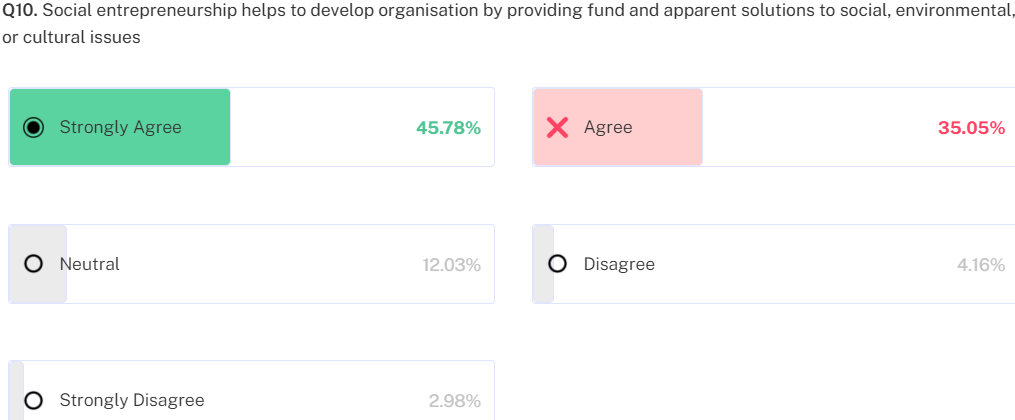 Q10. Social entrepreneurship helps to develop organisation by providing fund and apparent solutions to social, environmental,
or cultural issues
Strongly Agree 45.78%
Agree 35.05%
Neutral 12.03%
Disagree 4.16%
Strongly Disagree 2.98%